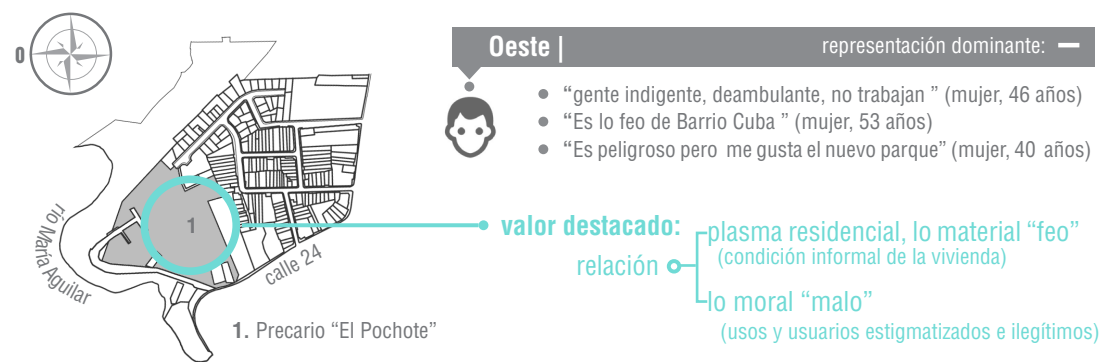 O
Oeste |
representación dominante: —
• “gente indigente, deambulante, no trabajan ” (mujer, 46 años)
• “Es lo feo de Barrio Cuba ” (mujer, 53 años)
• “Es peligroso pero me gusta el nuevo parque” (mujer, 40 años)
1
río María Aguilar
calle 24
1. Precario “El Pochote”
valor destacado:
relación
plasma residencial, lo material “feo”
(condición informal de la vivienda)
lo moral “malo”
(usos y usuarios estigmatizados e ilegítimos)